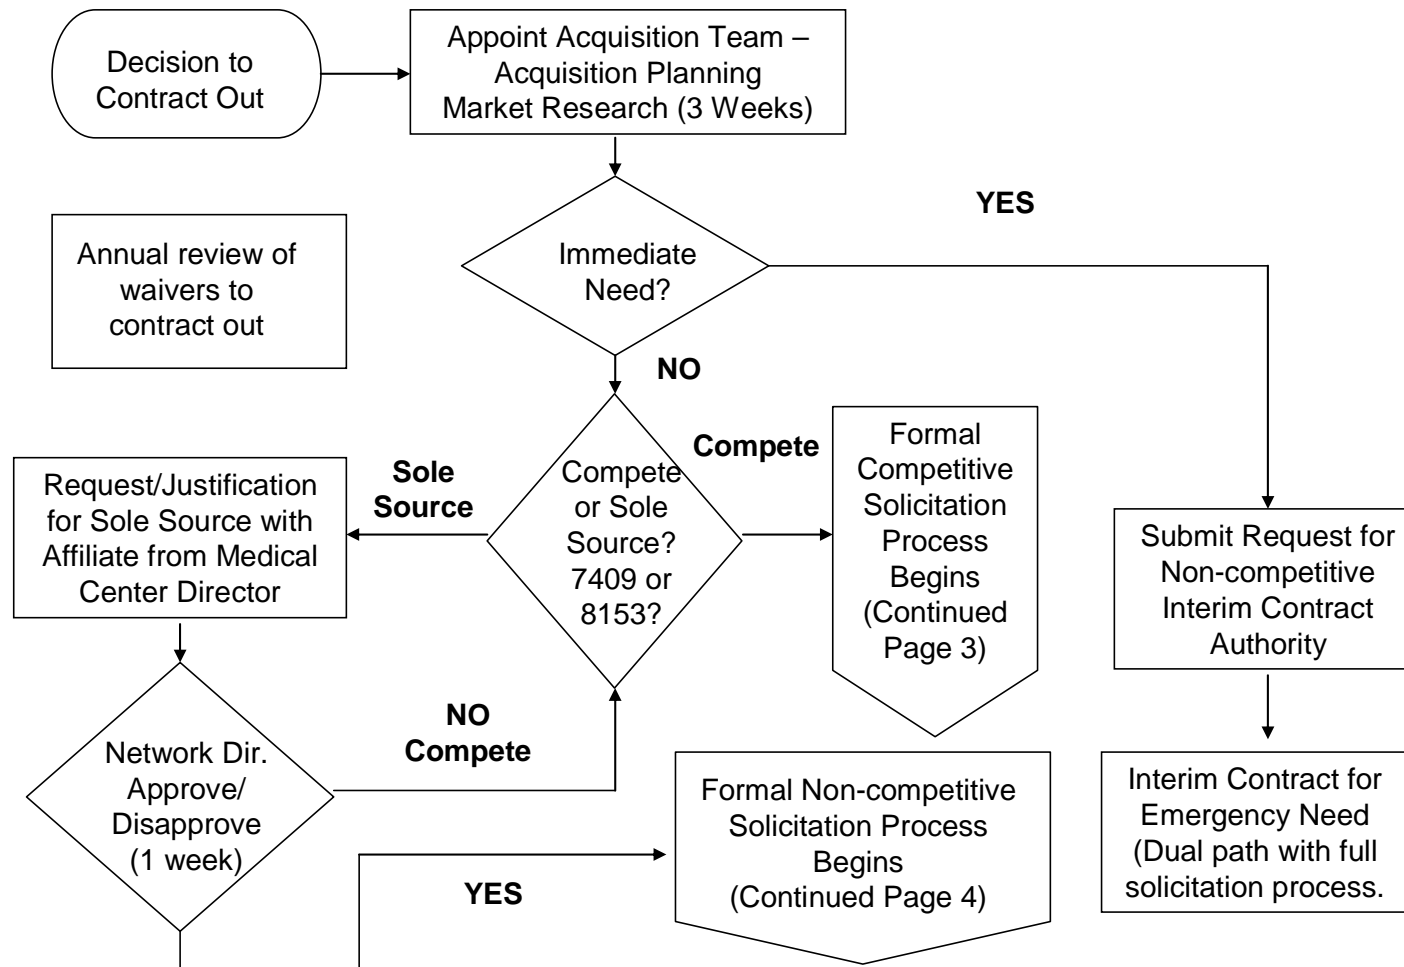 Decision to
Contract Out
Appoint Acquisition Team –
Acquisition Planning
Market Research (3 Weeks)
YES
Annual review of
waivers to
contract out
Immediate
Need?
NO
Sole
Source
Compete
Request/Justification
for Sole Source with
Affiliate from Medical
Center Director
Compete
or Sole
Source?
7409 or
8153?
Formal
Competitive
Solicitation
Process
Begins
(Continued
Page 3)
Submit Request for
Non-competitive
Interim Contract
Authority
NO
Compete
Network Dir.
Approve/
Disapprove
(1 week)
YES
Formal Non-competitive
Solicitation Process
Begins
(Continued Page 4)
Interim Contract for
Emergency Need
(Dual path with full
solicitation process.